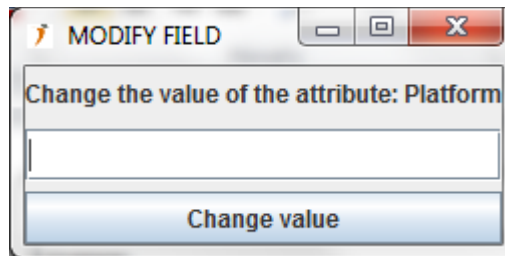 MODIFY FIELD
Change the value of the attribute: Platform
Change value